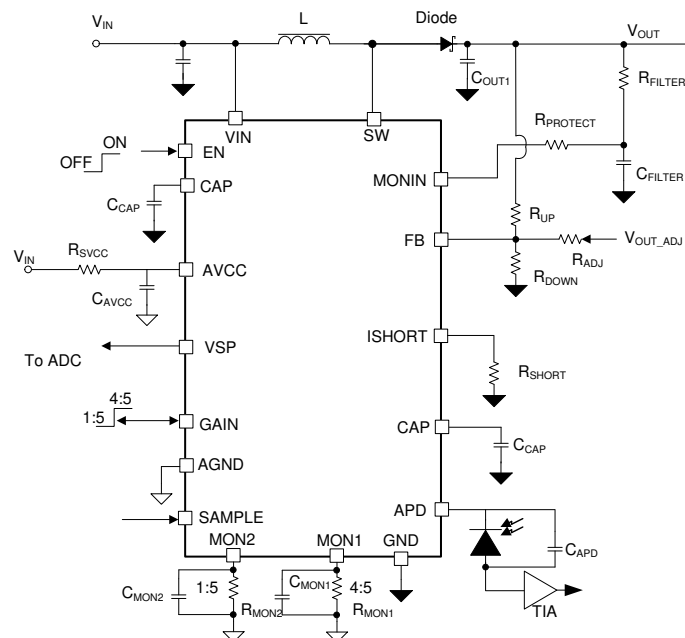 VIN
L
Diode
VOUT
COUT1
RFILTER
RPROTECT
VIN
SW
ON
OFF
EN
CAP
MONIN
CFILTER
CCAP
RUP
FB
VOUT_ADJ
RADJ
VIN
RSVCC
AVCC
RDOWN
CAVCC
ISHORT
VSP
To ADC
RSHORT
4:5
1:5
GAIN
CAP
CCAP
AGND
APD
SAMPLE
MON2
MON1
GND
CAPD
CMON2
1:5
RMON2
CMON1
4:5
RMON1
TIA